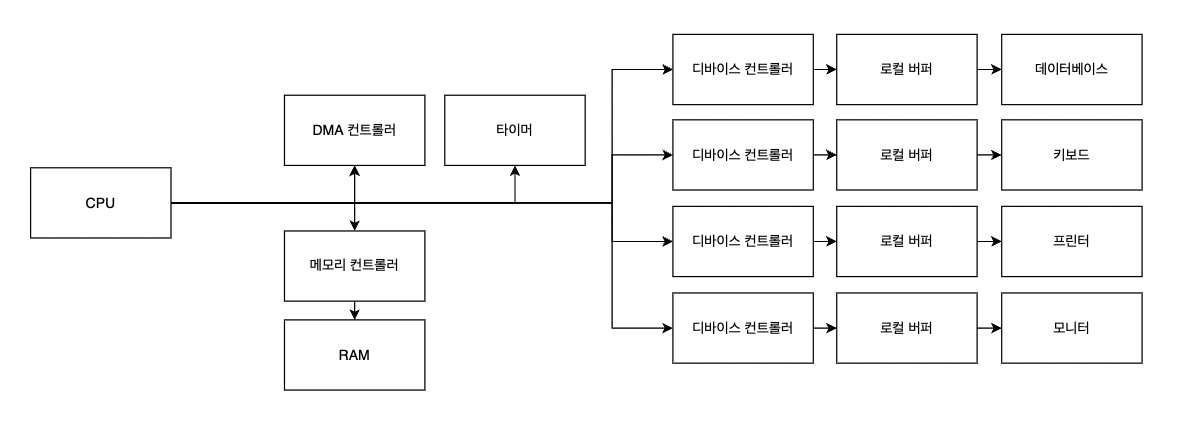 CPU
DMA 컨트롤러
타이머
메모리 컨트롤러
RAM
디바이스 컨트롤러
로컬 버퍼
데이터베이스
디바이스 컨트롤러
로컬 버퍼
키보드
디바이스 컨트롤러
로컬 버퍼
프린터
디바이스 컨트롤러
로컬 버퍼
모니터